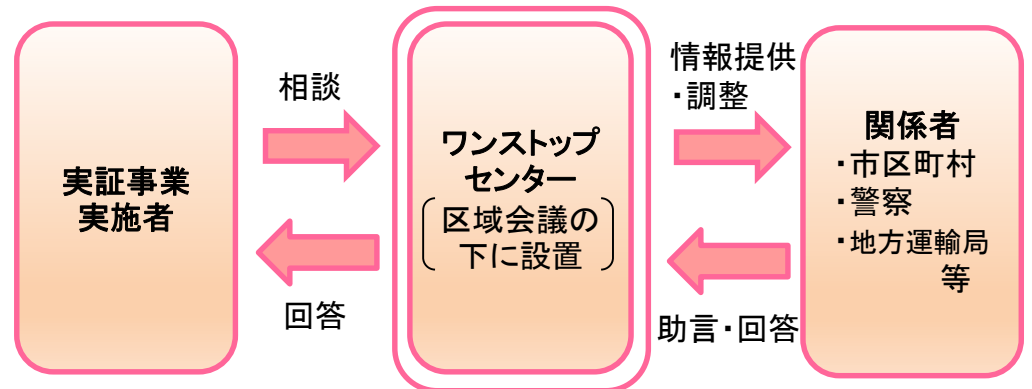 実証事業
実施者
相談
回答
ワンストップ
センター
区域会議の
下に設置
情報提供
・調整
助言・回答
関係者
・市区町村
・警察
・地方運輸局
等